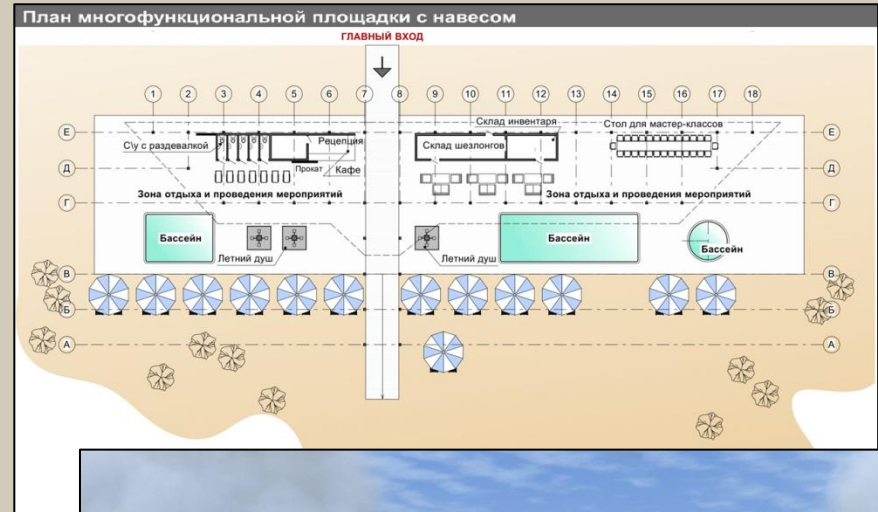 План многофункциональной площадки с навесом
ГЛАВНЫЙ ВХОД
1 2 3 4 5 6 7 8 9 10 11 12 13 14 15 16 17 18
Склад инвентаря
Стол для мастер-классов
Е Е
С\у с раздевалкой
Рецепция
Склад шезлонгов
Прокат
Кафе
Д Д
Зона отдыха и проведения мероприятий
Зона отдыха и проведения мероприятий
Г Г
Бассейн
Бассейн
Бассейн
Летний душ
Летний душ
В В
Б Б
А А